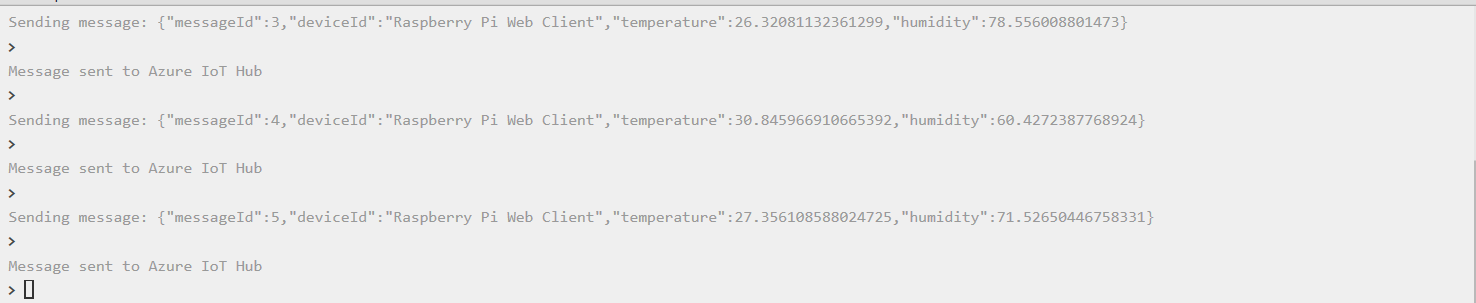 Sending message: {"messageId":3,"deviceId":"Raspberry Pi Web Client","temperature":26.32081132361299,"humidity":78.556008801473}
>
Message sent to Azure IoT Hub
>
Sending message: {"messageId":4,"deviceId":"Raspberry Pi Web Client","temperature":30.845966910665392,"humidity":60.4272387768924}
>
Message sent to Azure IoT Hub
>
Sending message: {"messageId":5,"deviceId":"Raspberry Pi Web Client","temperature":27.356108588024725,"humidity":71.52650446758331}
>
Message sent to Azure IoT Hub
>